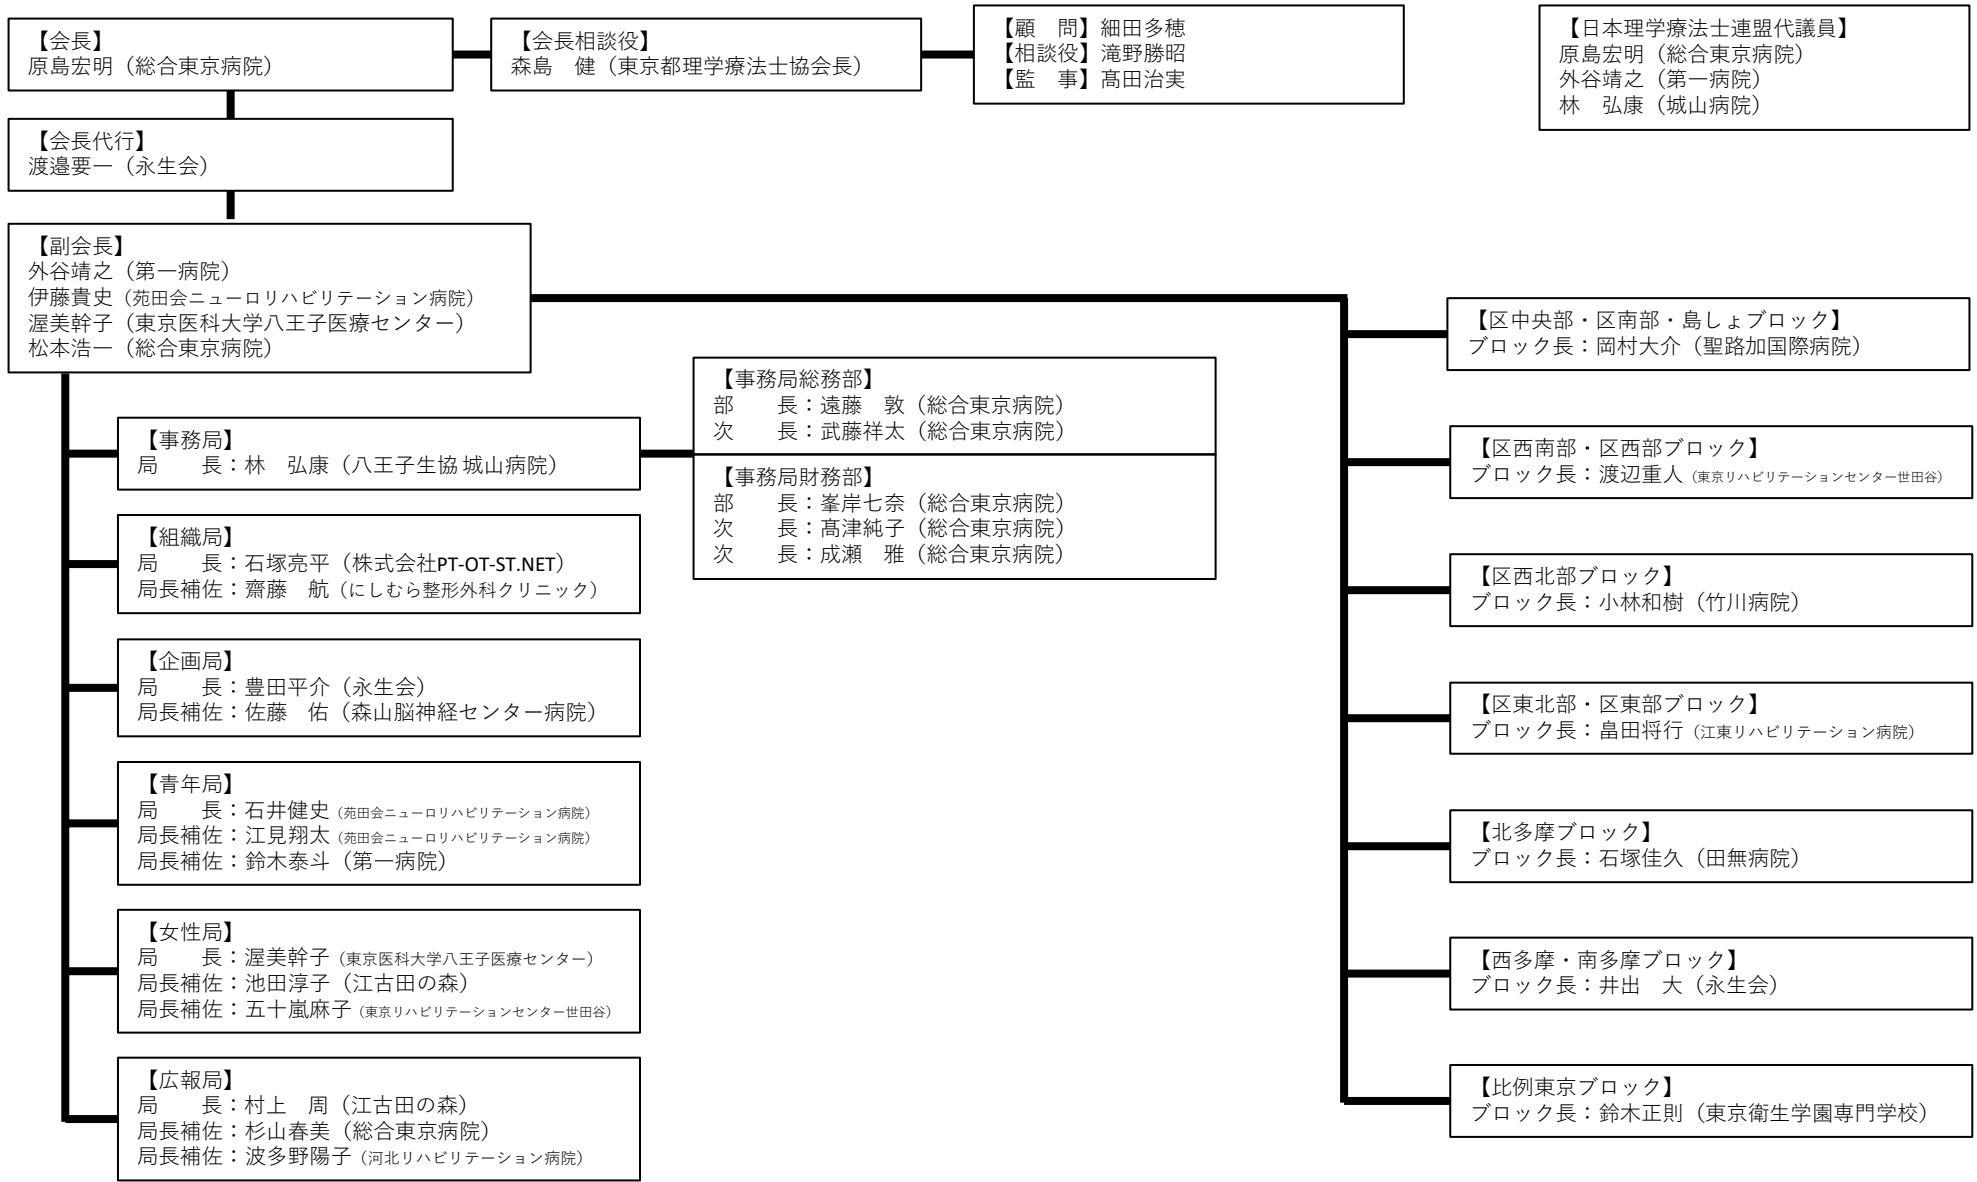 【会長】
原島宏明（総合東京病院）
【会長相談役】
森島　健（東京都理学療法士協会長）
【顧　問】細田多穂
【相談役】滝野勝昭
【監　事】髙田治実
【日本理学療法士連盟代議員】
原島宏明（総合東京病院）
外谷靖之（第一病院）
林　弘康（城山病院）
【会長代行】
渡邉要一（永生会）
【副会長】
外谷靖之（第一病院）
伊藤貴史（苑田会ニューロリハビリテーション病院）
渥美幹子（東京医科大学八王子医療センター）
松本浩一（総合東京病院）
【事務局】
局　　長：林　弘康（八王子生協 城山病院）
【事務局総務部】
部　　長：遠藤　敦（総合東京病院）
次　　長：武藤祥太（総合東京病院）
【事務局財務部】
部　　長：峯岸七奈（総合東京病院）
次　　長：髙津純子（総合東京病院）
次　　長：成瀬　雅（総合東京病院）
【組織局】
局　　長：石塚亮平（株式会社PT-OT-ST.NET）
局長補佐：齋藤　航（にしむら整形外科クリニック）
【企画局】
局　　長：豊田平介（永生会）
局長補佐：佐藤　佑（森山脳神経センター病院）
【青年局】
局　　長：石井健史（苑田会ニューロリハビリテーション病院）
局長補佐：江見翔太（苑田会ニューロリハビリテーション病院）
局長補佐：鈴木泰斗（第一病院）
【女性局】
局　　長：渥美幹子（東京医科大学八王子医療センター）
局長補佐：池田淳子（江古田の森）
局長補佐：五十嵐麻子（東京リハビリテーションセンター世田谷）
【広報局】
局　　長：村上　周（江古田の森）
局長補佐：杉山春美（総合東京病院）
局長補佐：波多野陽子（河北リハビリテーション病院）
【区中央部・区南部・島しょブロック】
ブロック長：岡村大介（聖路加国際病院）
【区西南部・区西部ブロック】
ブロック長：渡辺重人（東京リハビリテーションセンター世田谷）
【区西北部ブロック】
ブロック長：小林和樹（竹川病院）
【区東北部・区東部ブロック】
ブロック長：畠田将行（江東リハビリテーション病院）
【北多摩ブロック】
ブロック長：石塚佳久（田無病院）
【西多摩・南多摩ブロック】
ブロック長：井出　大（永生会）
【比例東京ブロック】
ブロック長：鈴木正則（東京衛生学園専門学校）